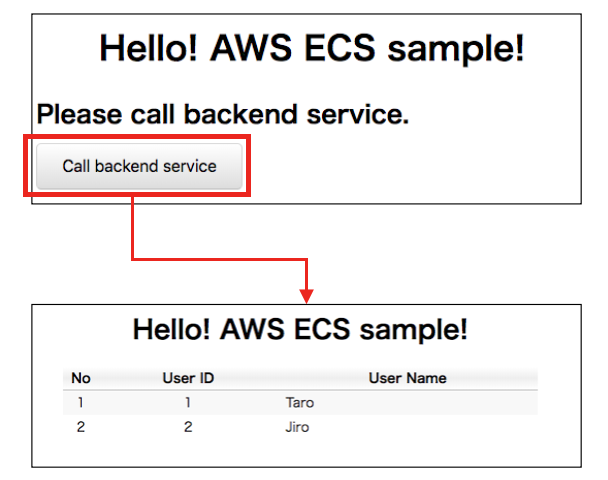 Hello! AWS ECS sample!
Please call backend service.
Call backend service
Hello! AWS ECS sample!
No User ID User Name
1 1 Taro
2 2 Jiro